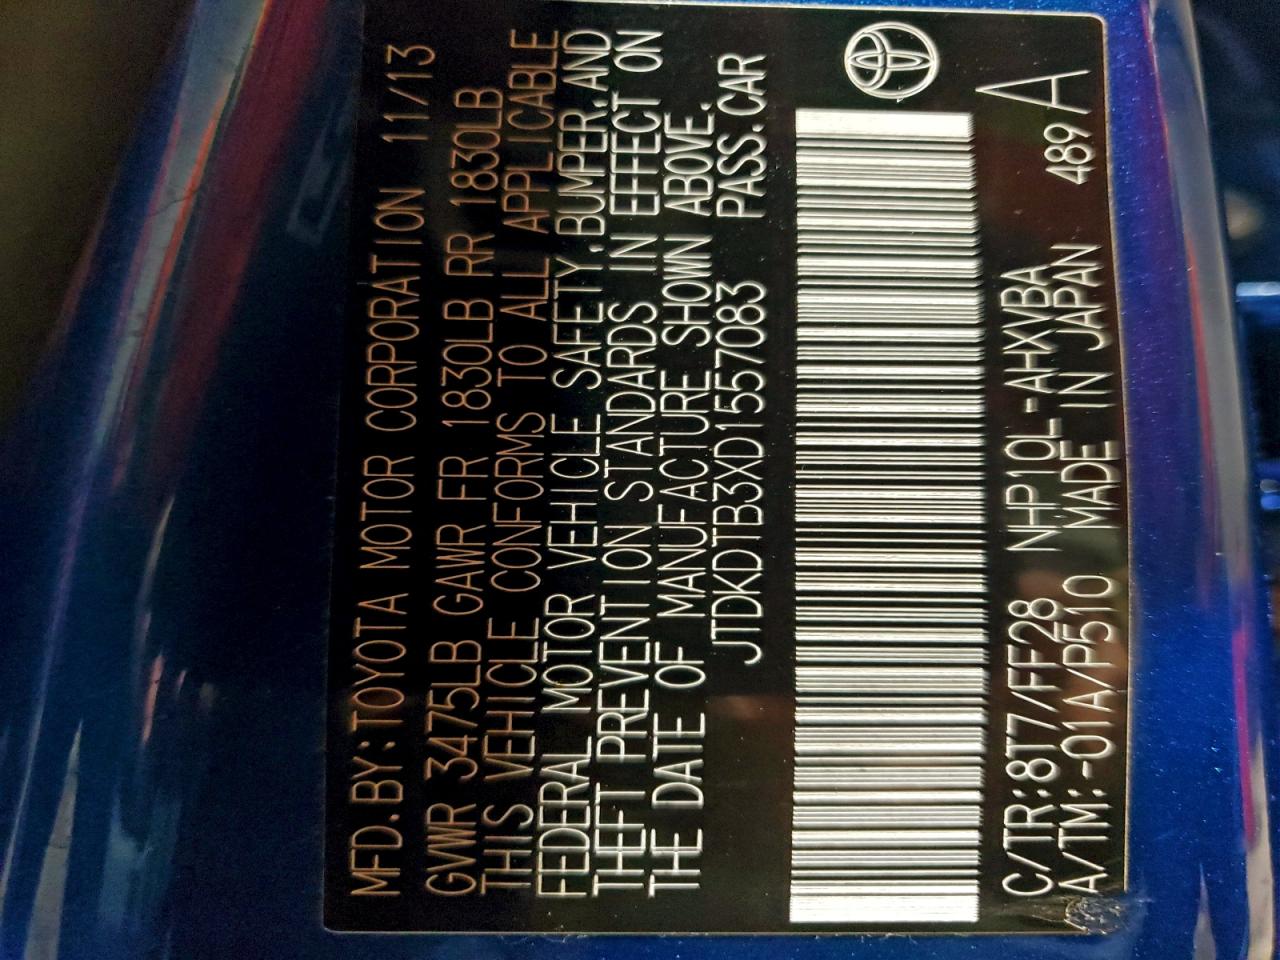 MFD.BY:TOYOTA MOTOR CORPORATION 11/13
GVWR 3475LB GAWR FR 1830LB RR 1830LB
THIS VEHICLE CONFORMS TO ALL APPLICABLE
FEDERAL MOTOR VEHICLE SAFETY,BUMPER,AND
THEFT PREVENTION STANDARDS IN EFFECT ON
THE DATE OF MANUFACTURE SHOWN ABOVE.
JTDKDTB3XD1557083 PASS.CAR
C/TR:8T7/FF28 NHP10L-AHXVBA
A/TM:-01A/P510 MADE IN JAPAN 489 A